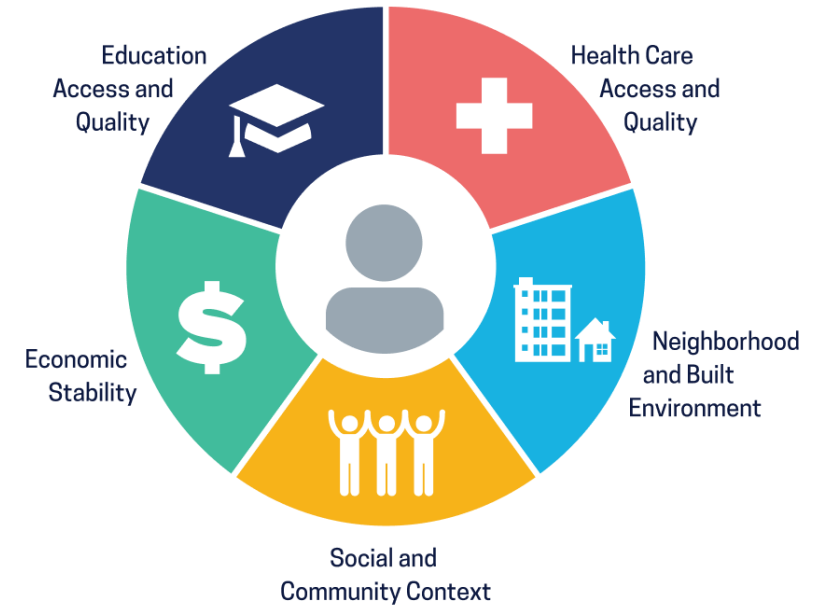 Education
Access and
Quality
Health Care
Access and
Quality
Economic
Stability
Neighborhood
and Built
Environment
Social and
Community Context